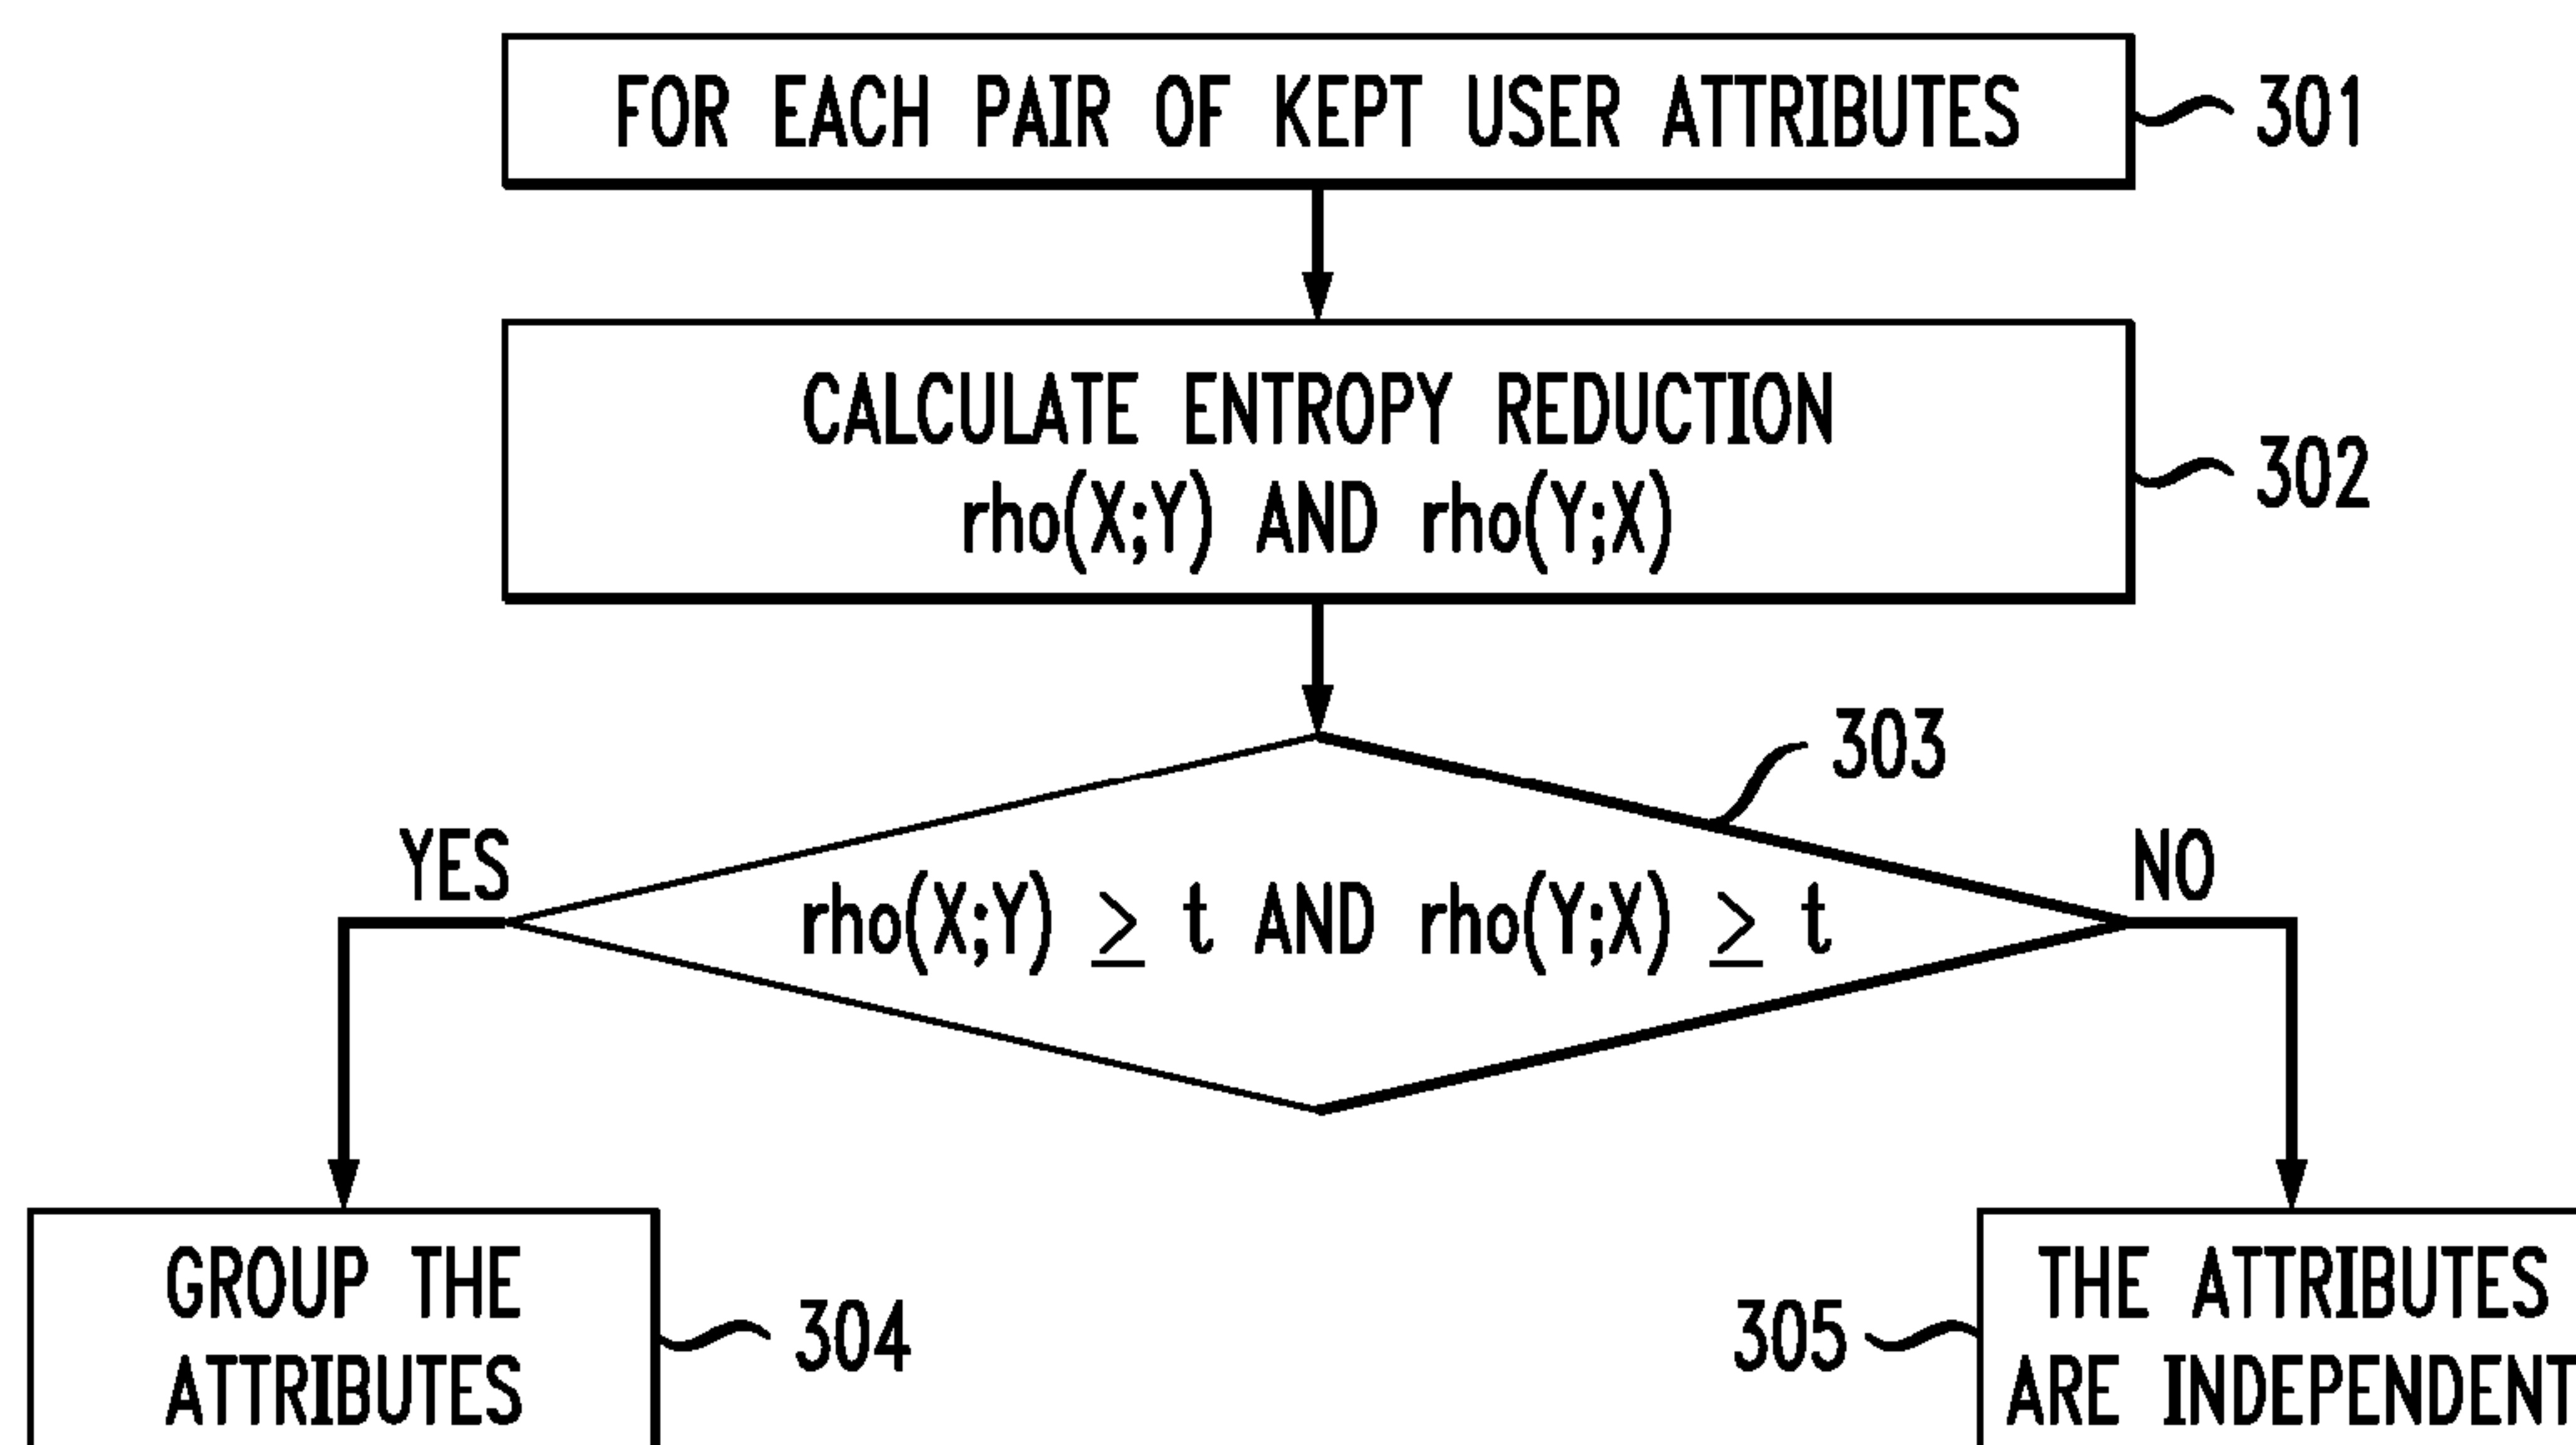 FOR EACH PAIR OF KEPT USER ATTRIBUTES
301
CALCULATE ENTROPY REDUCTION
rho(X;Y) AND rho(Y;X)
302
303
YES
NO
rho(X;Y) ≥ t AND rho(Y;X) ≥ t
GROUP THE
ATTRIBUTES
304
305
THE ATTRIBUTES
ARE INDEPENDENT